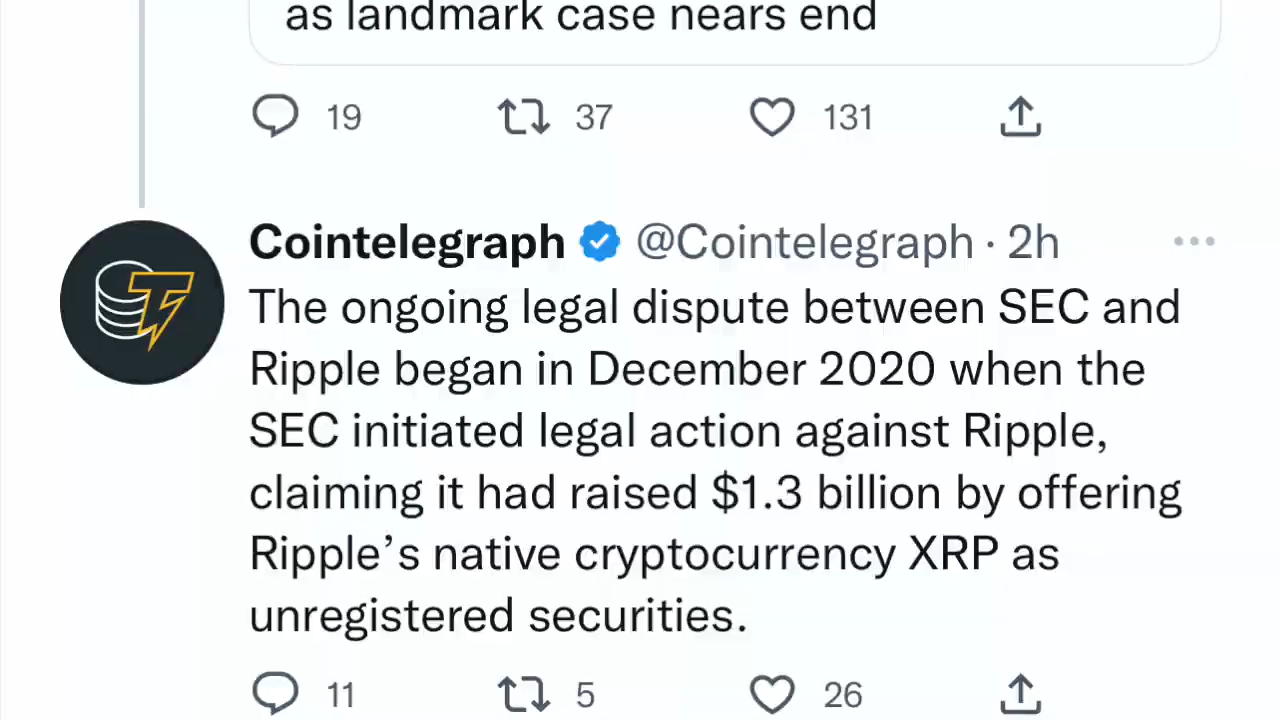 as landmark case nears end
19 37 131
Cointelegraph @Cointelegraph · 2h
The ongoing legal dispute between SEC and
Ripple began in December 2020 when the
SEC initiated legal action against Ripple,
claiming it had raised $1.3 billion by offering
Ripple’s native cryptocurrency XRP as
unregistered securities.
11 5 26